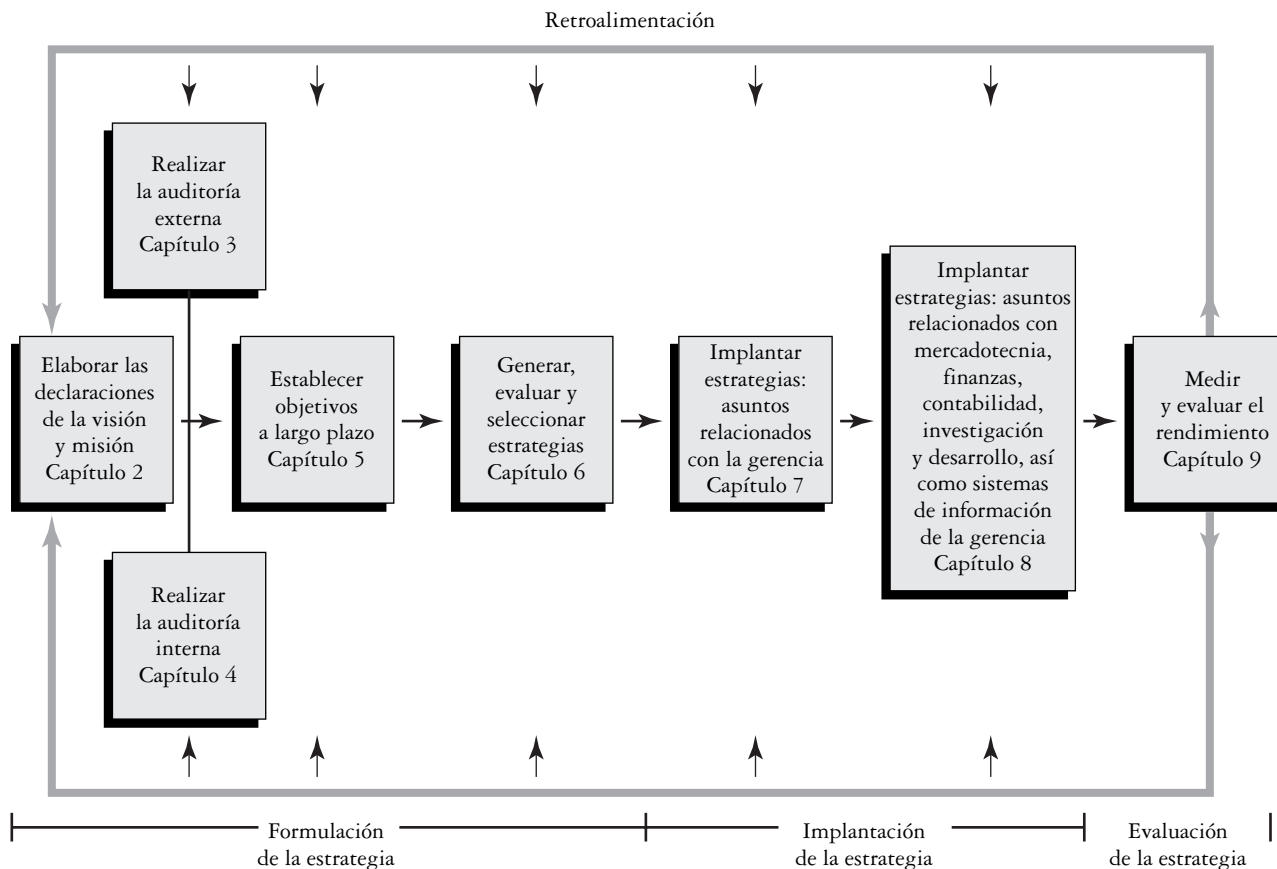 Retroalimentación
Realizar
la auditoría
externa
Capítulo 3
Elaborar las
declaraciones
de la visión
y misión
Capítulo 2
Establecer
objetivos
a largo plazo
Capítulo 5
Generar,
evaluar y
seleccionar
estrategias
Capítulo 6
Implantar
estrategias:
asuntos
relacionados
con la gerencia
Capítulo 7
Implantar
estrategias: asuntos
relacionados con
mercadotecnia,
finanzas,
contabilidad,
investigación
y desarrollo, así
como sistemas
de información
de la gerencia
Capítulo 8
Medir
y evaluar el
rendimiento
Capítulo 9
Realizar
la auditoría
interna
Capítulo 4
Formulación
de la estrategia
Implantación
de la estrategia
Evaluación
de la estrategia